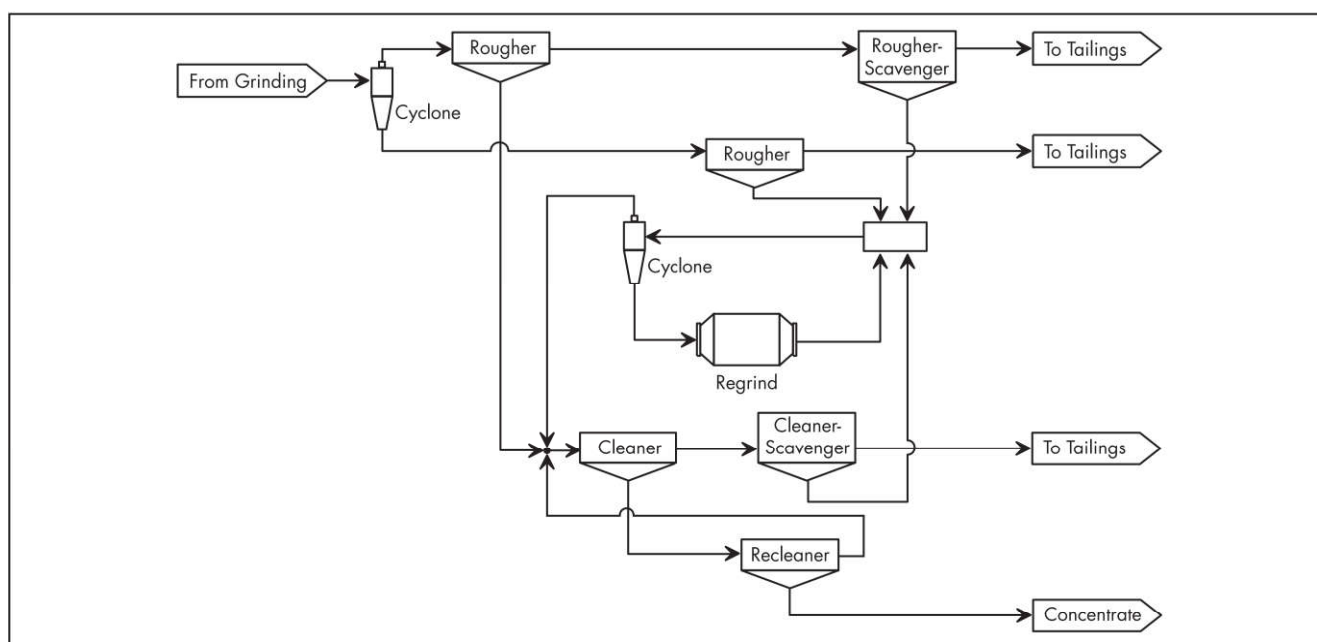 Rougher
Rougher-
Scavenger
To Tailings
From Grinding
Cyclone
Rougher
To Tailings
Cyclone
Regrind
Cleaner
Cleaner-
Scavenger
To Tailings
Recleaner
Concentrate